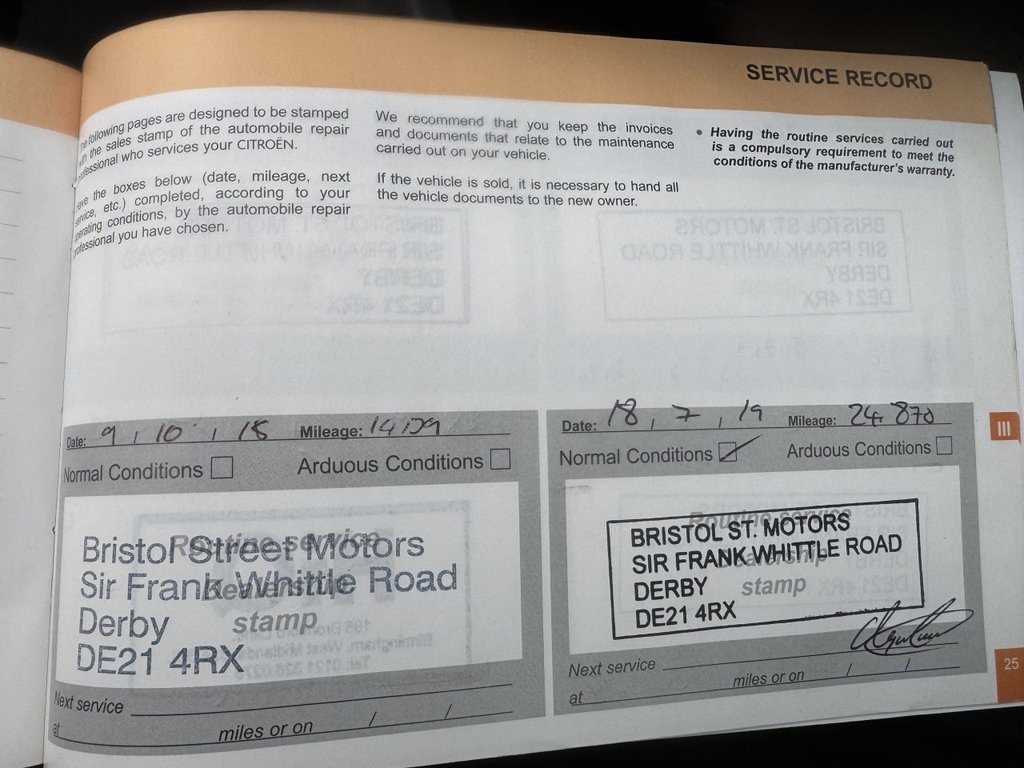 SERVICE RECORD
following pages are designed to be stamped
the sales stamp of the automobile repair
who services your CITROËN.
the boxes below (date, mileage, next
etc.) completed, according to your
conditions, by the automobile repair
you have chosen.
We recommend that you keep the invoices
and documents that relate to the maintenance
carried out on your vehicle.
If the vehicle is sold, it is necessary to hand all
the vehicle documents to the new owner.
• Having the routine services carried out
is a compulsory requirement to meet the
conditions of the manufacturer's warranty.
III
Date: 9 / 10 / 18 Mileage:
Normal Conditions Arduous Conditions
Routine service
Bristol Street Motors
Sir Frank Whittle Road
Dealership
Derby stamp
DE21 4RX
Next service
at miles or on / /
Date: 18 / 7 / 19 Mileage: 24,870
Normal Conditions Arduous Conditions
Routine service
BRISTOL ST. MOTORS
SIR FRANK WHITTLE ROAD
Dealership
DERBY stamp
DE21 4RX
Next service
at miles or on / /
25